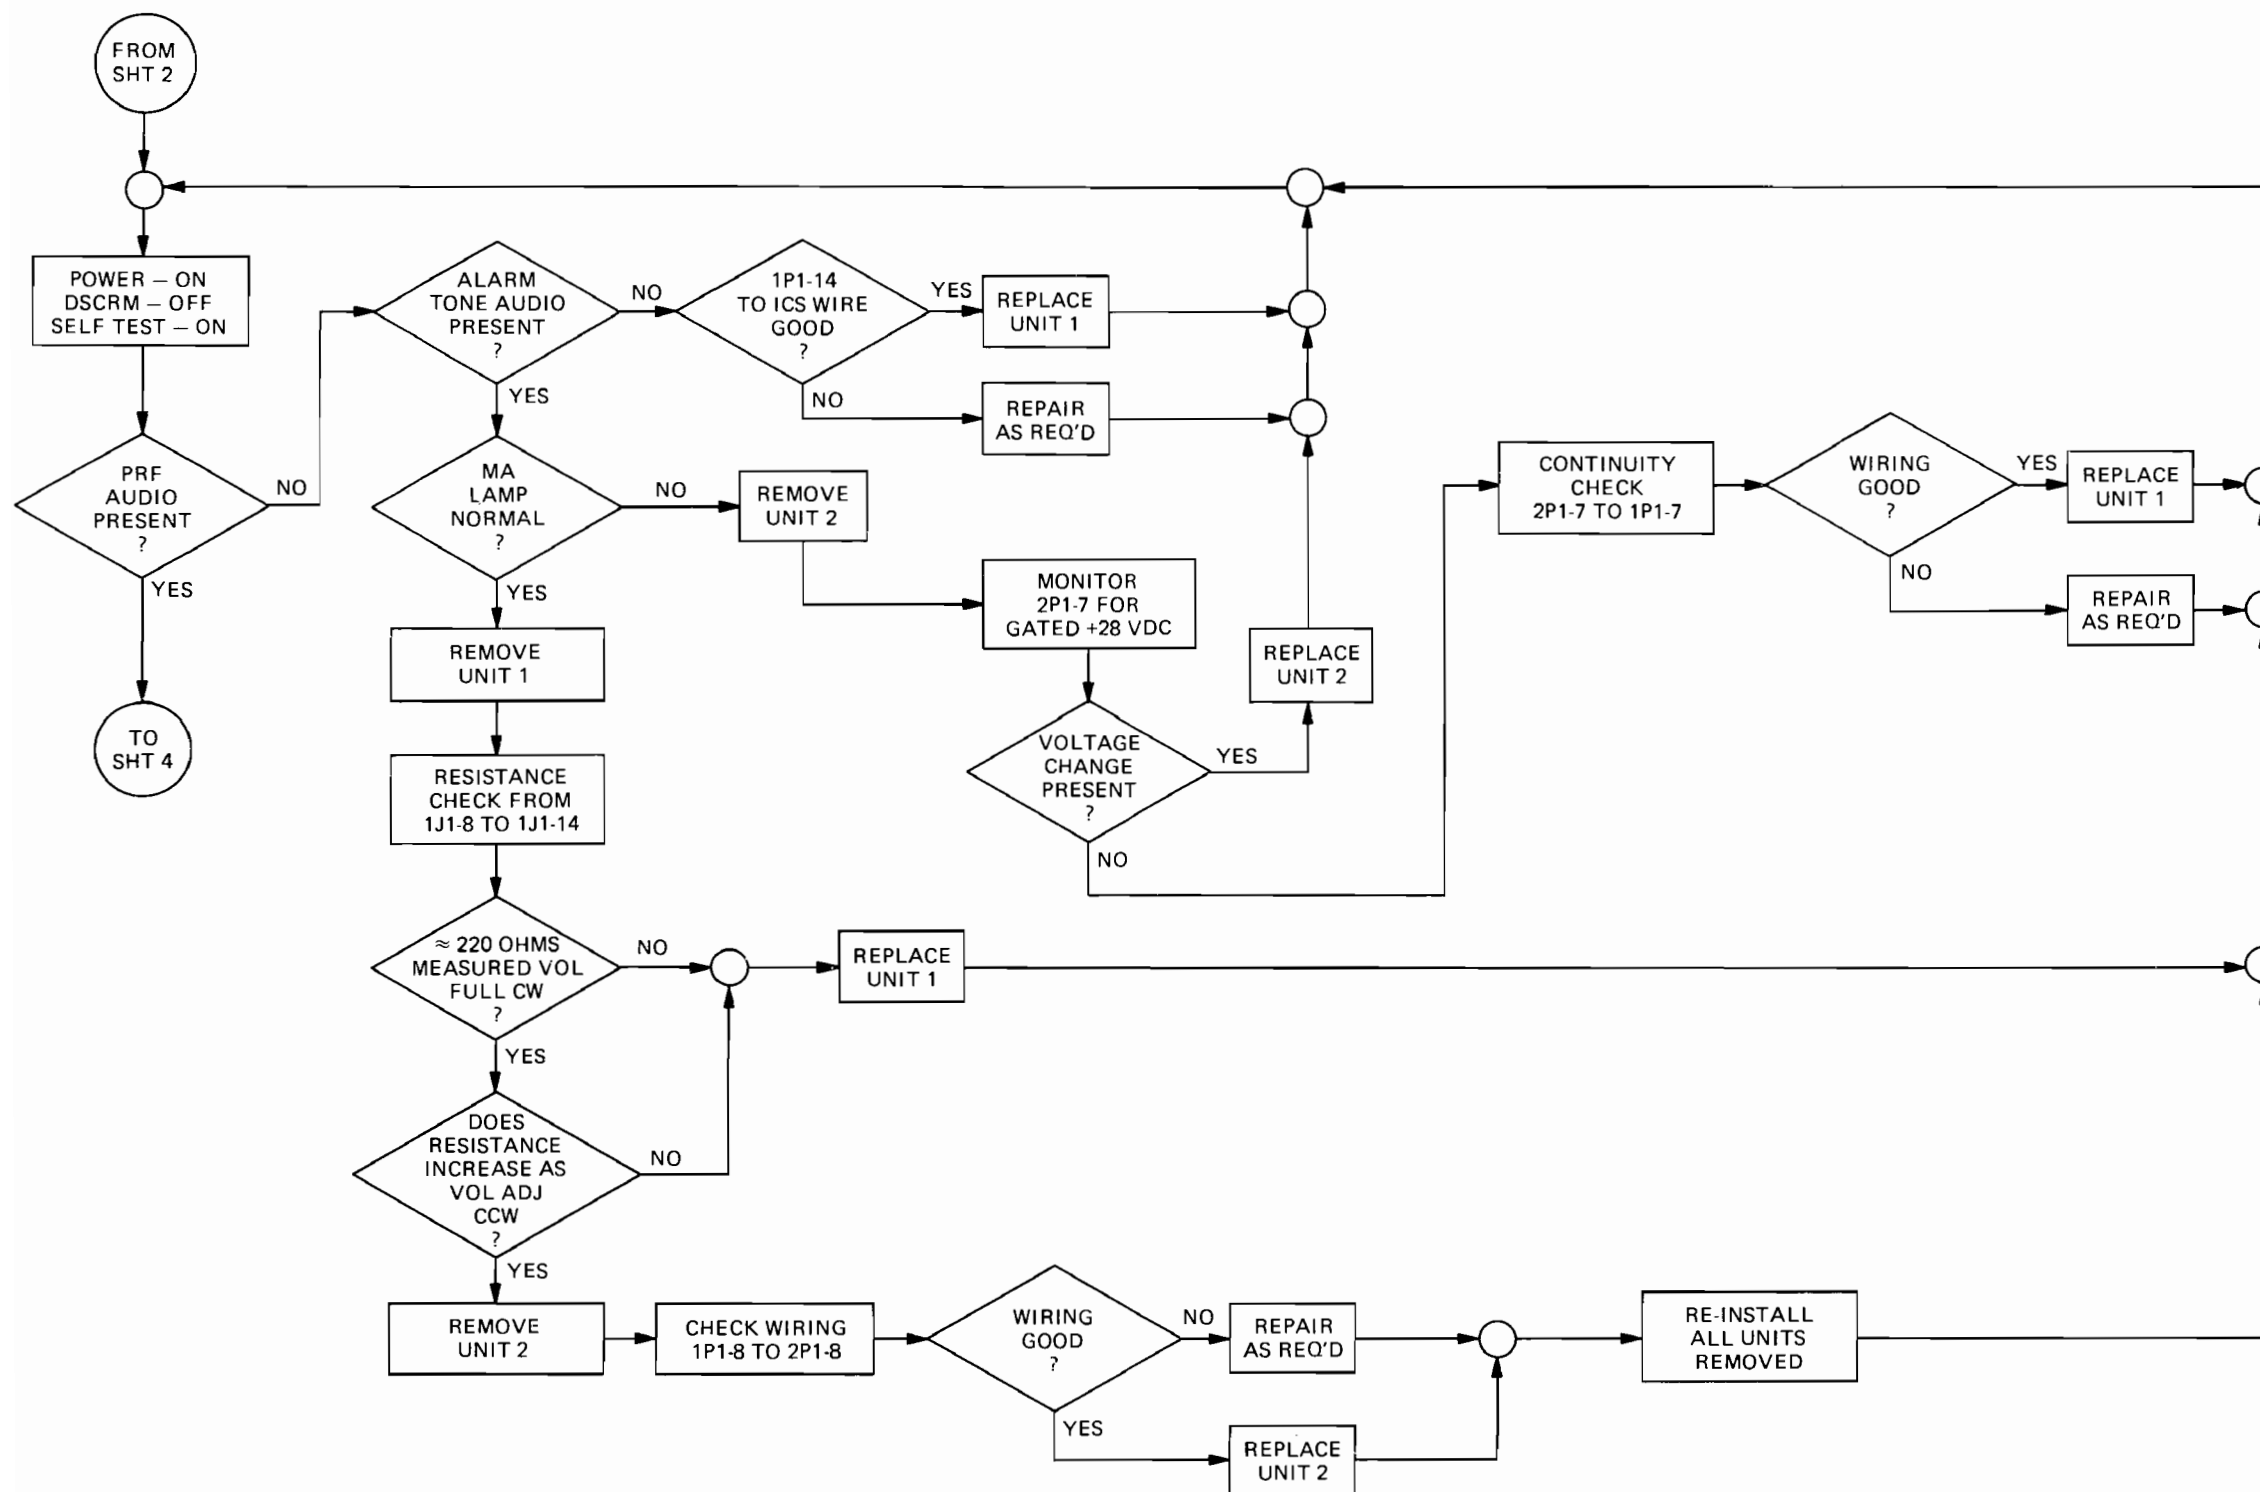 FROM
SHT 2
POWER — ON
DSCRM — OFF
SELF TEST — ON
PRF
AUDIO
PRESENT
?
NO
YES
TO
SHT 4
ALARM
TONE AUDIO
PRESENT
?
NO
YES
1P1-14
TO ICS WIRE
GOOD
?
YES
NO
REPLACE
UNIT 1
REPAIR
AS REQ'D
MA
LAMP
NORMAL
?
NO
YES
REMOVE
UNIT 2
MONITOR
2P1-7 FOR
GATED +28 VDC
VOLTAGE
CHANGE
PRESENT
?
YES
NO
REPLACE
UNIT 2
CONTINUITY
CHECK
2P1-7 TO 1P1-7
WIRING
GOOD
?
YES
NO
REPLACE
UNIT 1
REPAIR
AS REQ'D
REMOVE
UNIT 1
RESISTANCE
CHECK FROM
1J1-8 TO 1J1-14
≈ 220 OHMS
MEASURED VOL
FULL CW
?
NO
YES
REPLACE
UNIT 1
DOES
RESISTANCE
INCREASE AS
VOL ADJ
CCW
?
NO
YES
REMOVE
UNIT 2
CHECK WIRING
1P1-8 TO 2P1-8
WIRING
GOOD
?
NO
YES
REPAIR
AS REQ'D
REPLACE
UNIT 2
RE-INSTALL
ALL UNITS
REMOVED